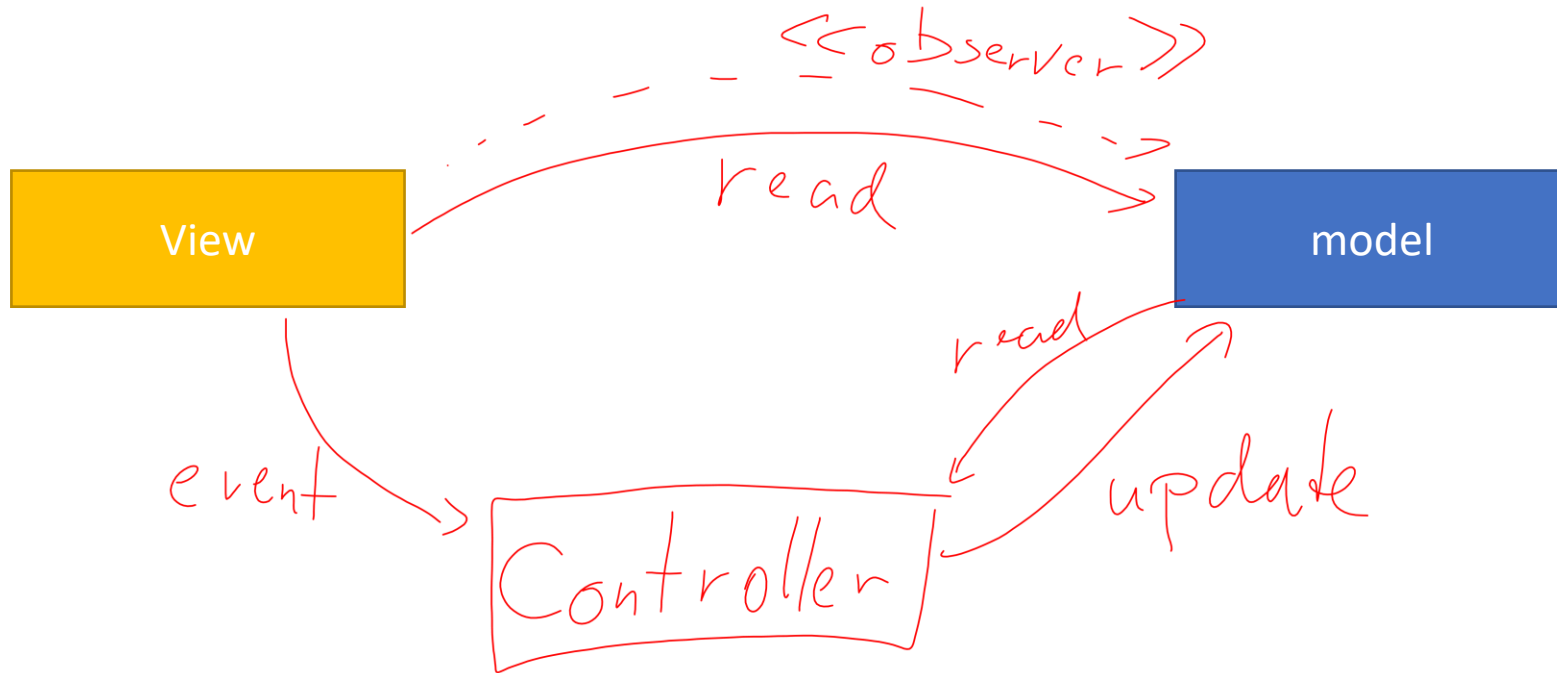 <<observer>>
read
View
model
read
event
update
Controller